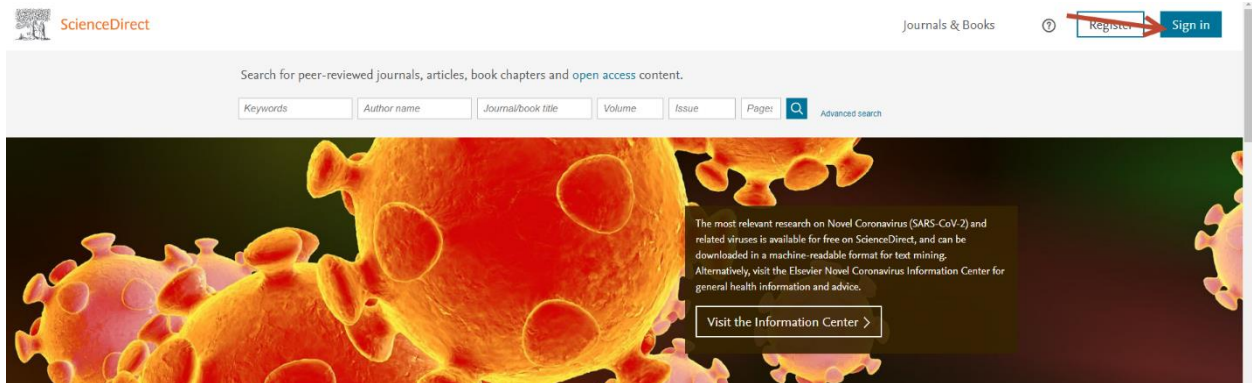 ScienceDirect
Journals & Books
?
Register
Sign in
Search for peer-reviewed journals, articles, book chapters and open access content.
Keywords
Author name
Journal/book title
Volume
Issue
Pages
Advanced search
The most relevant research on Novel Coronavirus (SARS-CoV-2) and
related viruses is available for free on ScienceDirect, and can be
downloaded in a machine-readable format for text mining.
Alternatively, visit the Elsevier Novel Coronavirus Information Center for
general health information and advice.
Visit the Information Center >